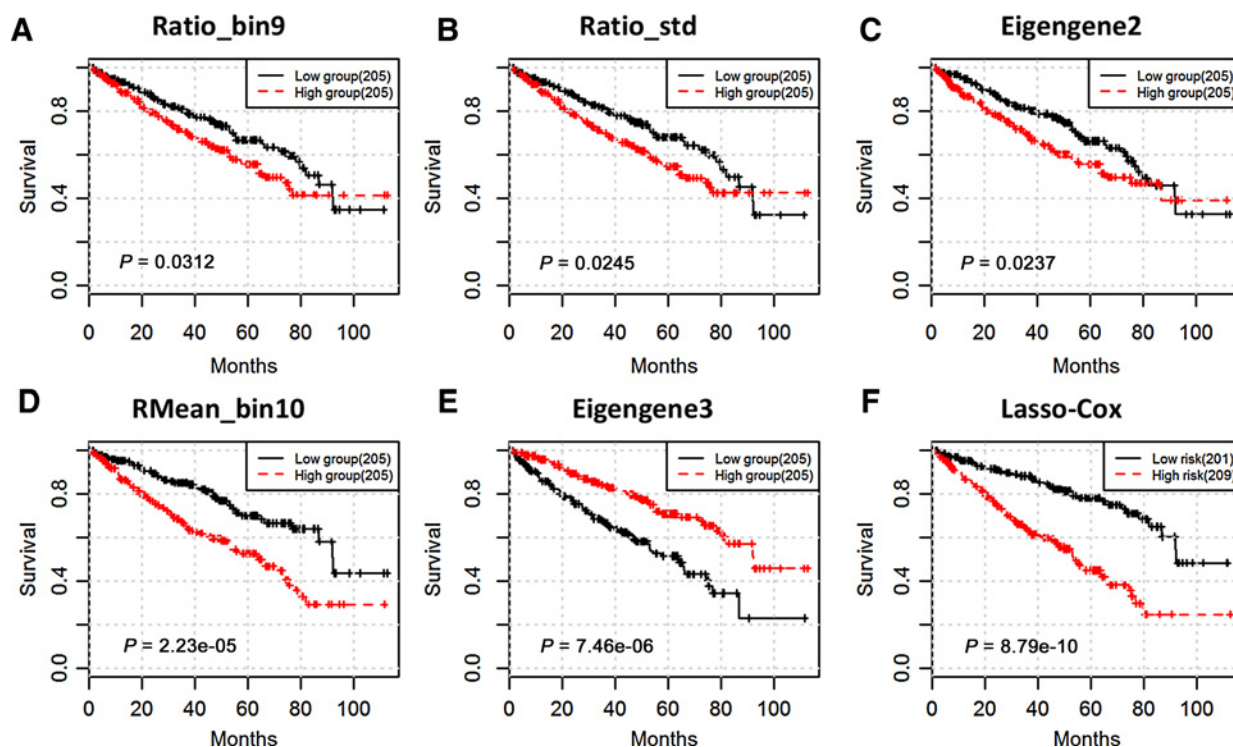 A
Ratio_bin9
Low group(205)
High group(205)
Survival
0.0 0.4 0.8
P = 0.0312
0 20 40 60 80 100
Months
B
Ratio_std
Low group(205)
High group(205)
Survival
0.0 0.4 0.8
P = 0.0245
0 20 40 60 80 100
Months
C
Eigengene2
Low group(205)
High group(205)
Survival
0.0 0.4 0.8
P = 0.0237
0 20 40 60 80 100
Months
D
RMean_bin10
Low group(205)
High group(205)
Survival
0.0 0.4 0.8
P = 2.23e-05
0 20 40 60 80 100
Months
E
Eigengene3
Low group(205)
High group(205)
Survival
0.0 0.4 0.8
P = 7.46e-06
0 20 40 60 80 100
Months
F
Lasso-Cox
Low risk(201)
High risk(209)
Survival
0.0 0.4 0.8
P = 8.79e-10
0 20 40 60 80 100
Months